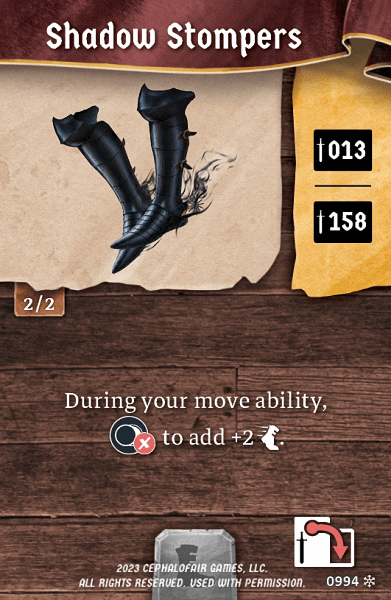 Shadow Stompers
013
158
2/2
During your move ability,
to add +2 .
2023 CEPHALOFAIR GAMES, LLC.
ALL RIGHTS RESERVED. USED WITH PERMISSION.
0994